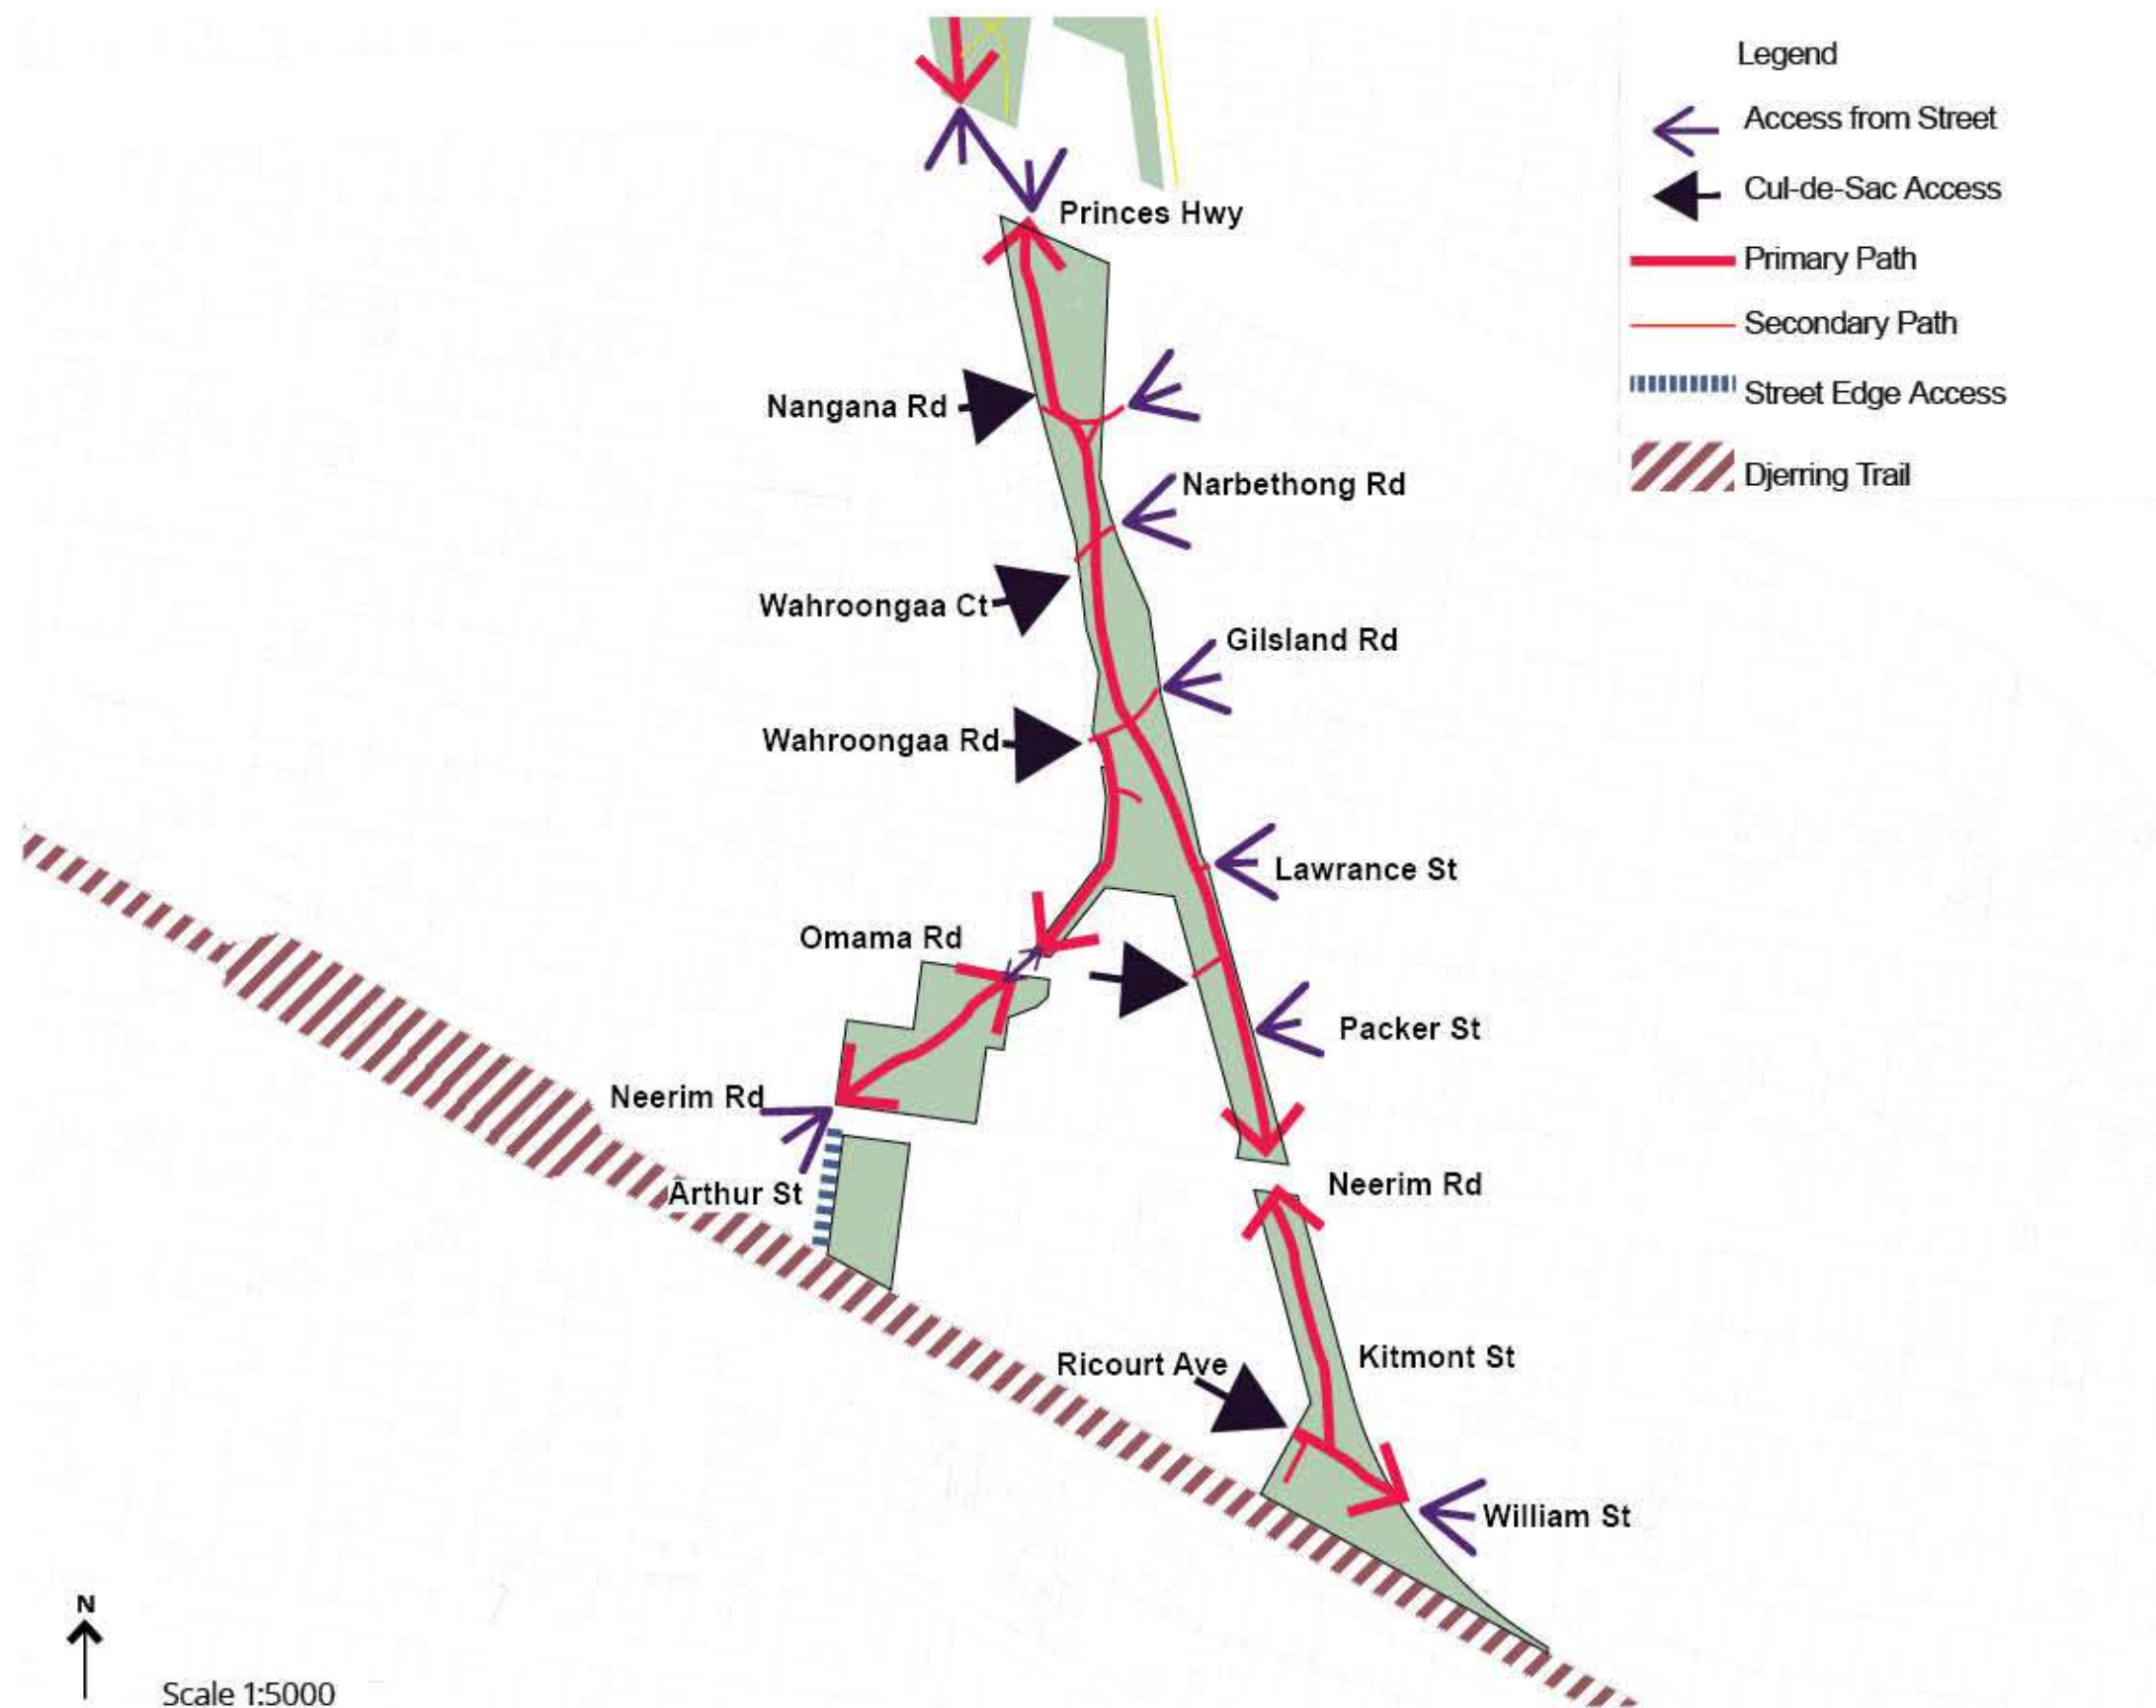 Legend
Access from Street
Cul-de-Sac Access
Primary Path
Secondary Path
Street Edge Access
Djerring Trail
Princes Hwy
Nangana Rd
Narbethong Rd
Wahroongaa Ct
Gilsland Rd
Wahroongaa Rd
Lawrance St
Omama Rd
Packer St
Neerim Rd
Arthur St
Neerim Rd
Kitmont St
Ricourt Ave
William St
N
Scale 1:5000